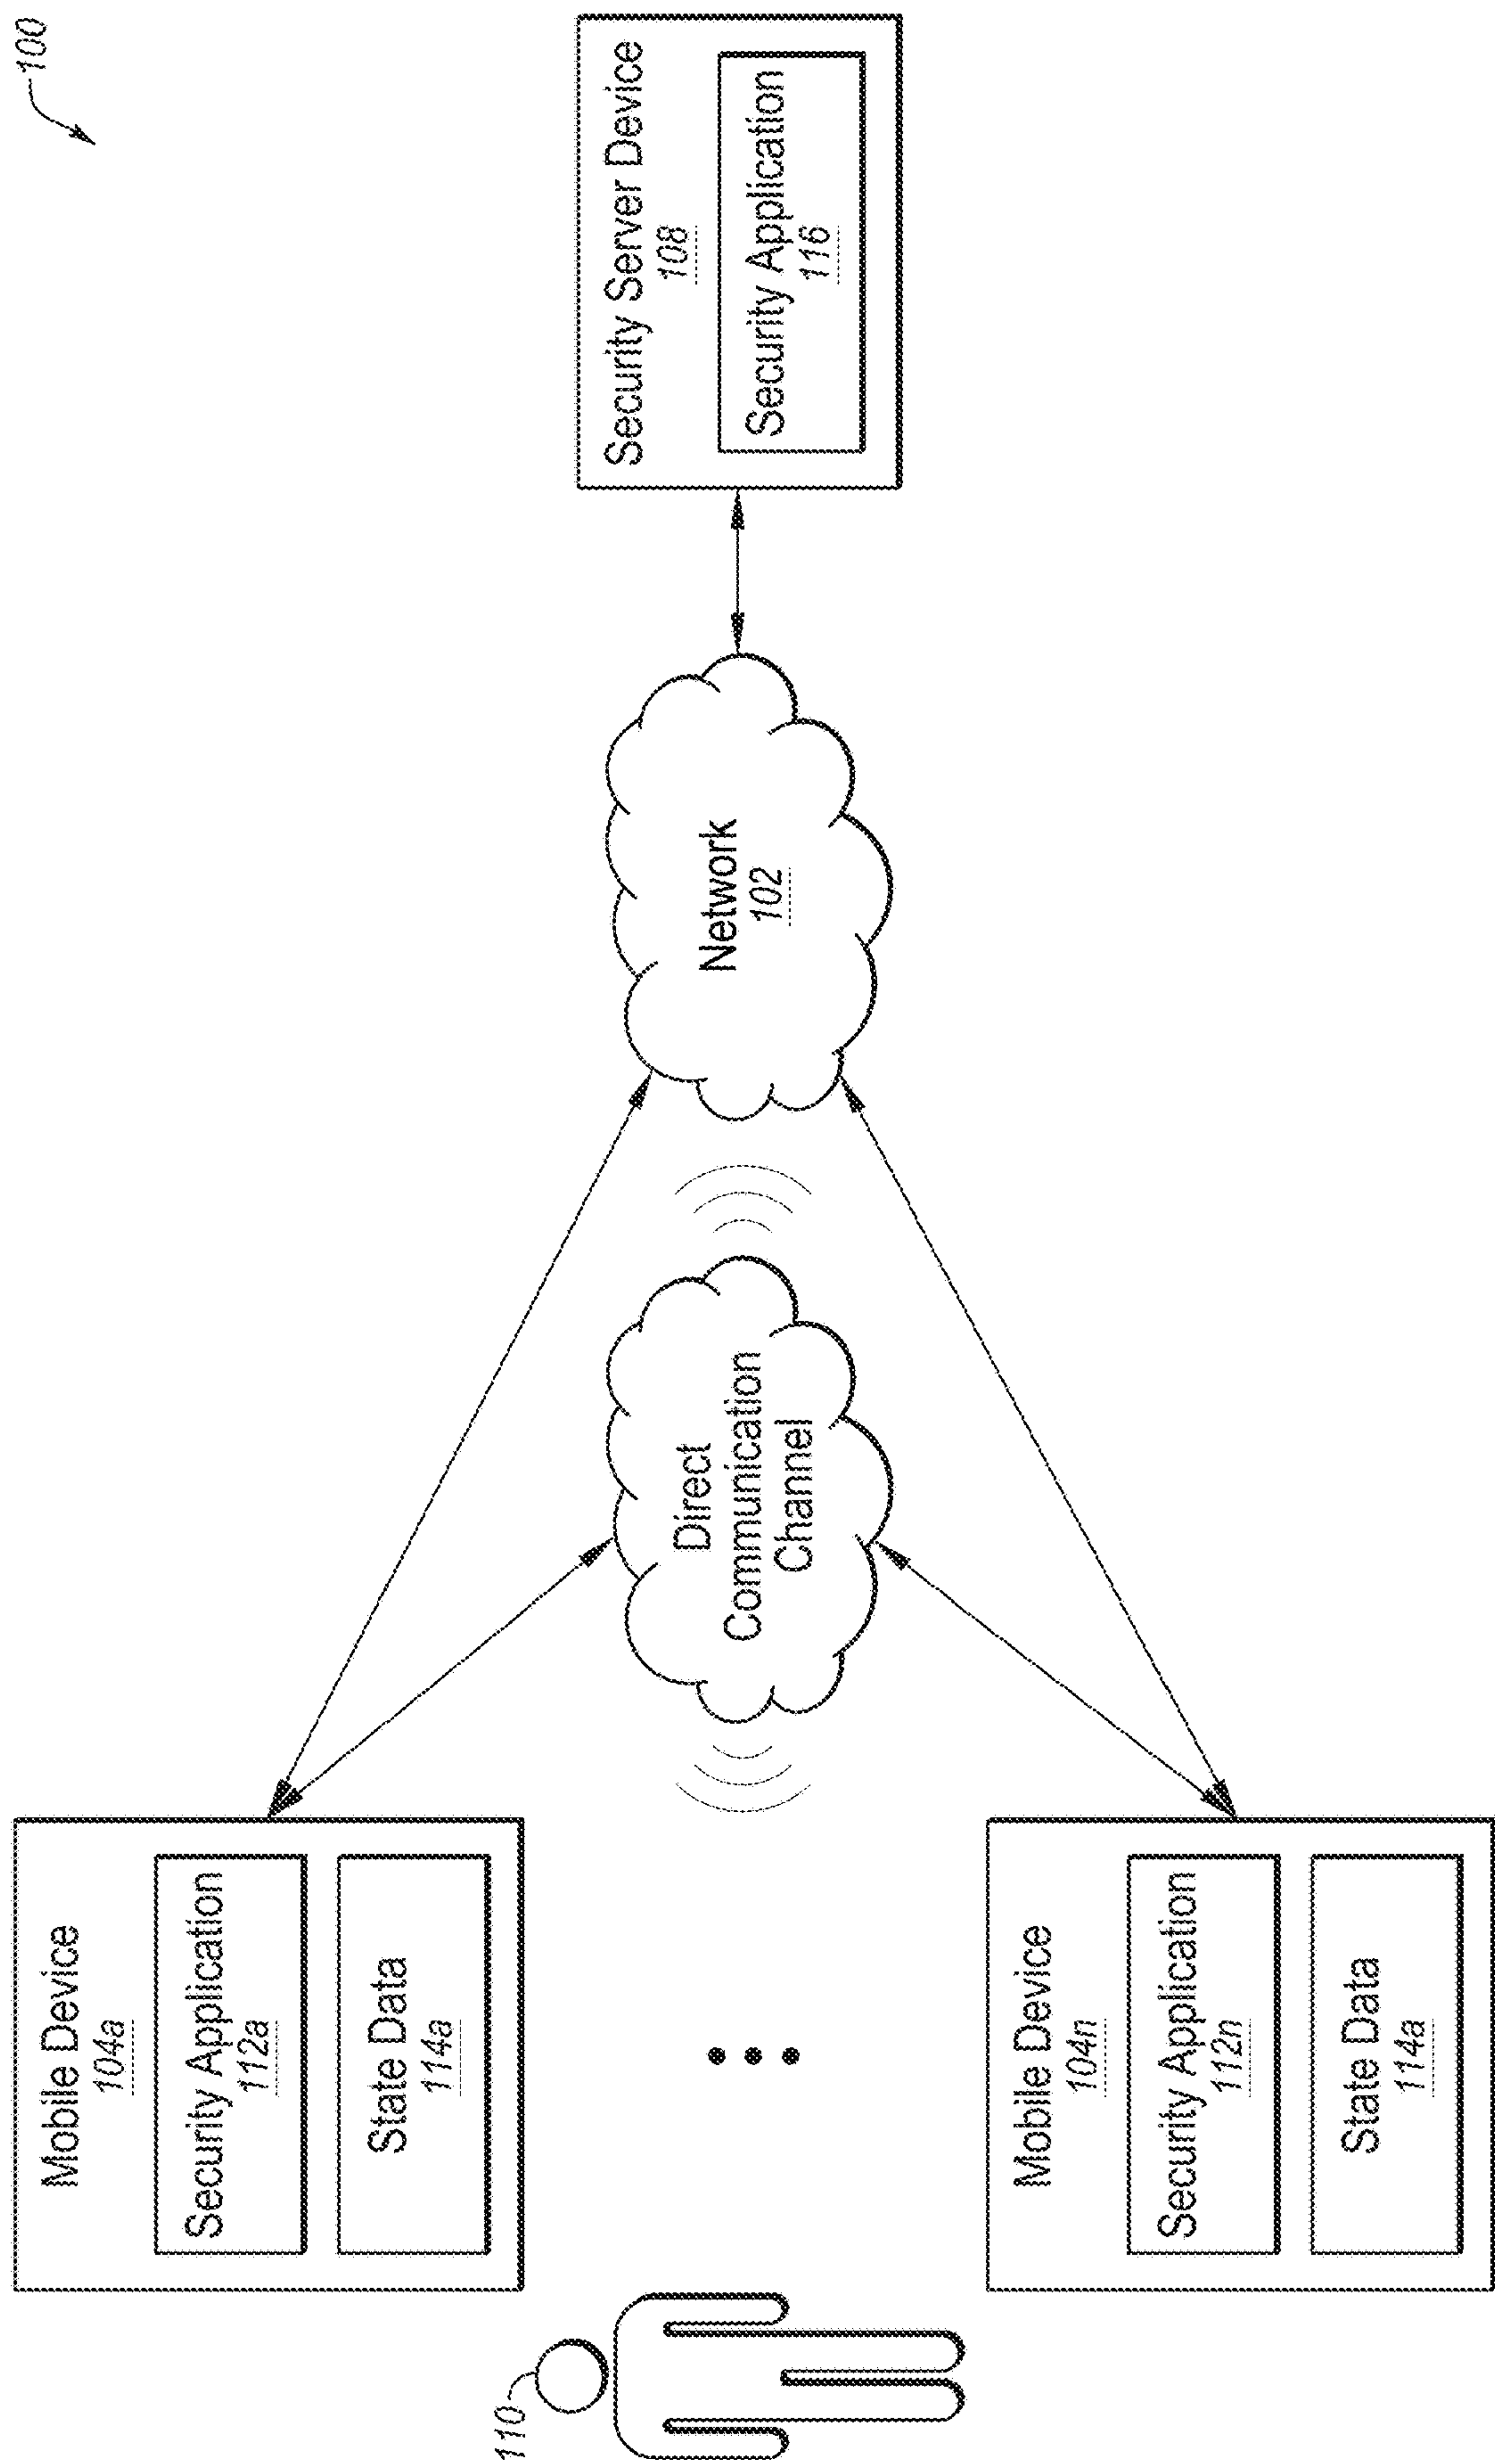 100
Mobile Device
104a
Security Application
112a
State Data
114a
110
Direct
Communication
Channel
Network
102
Security Server Device
108
Security Application
116
Mobile Device
104n
Security Application
112n
State Data
114a